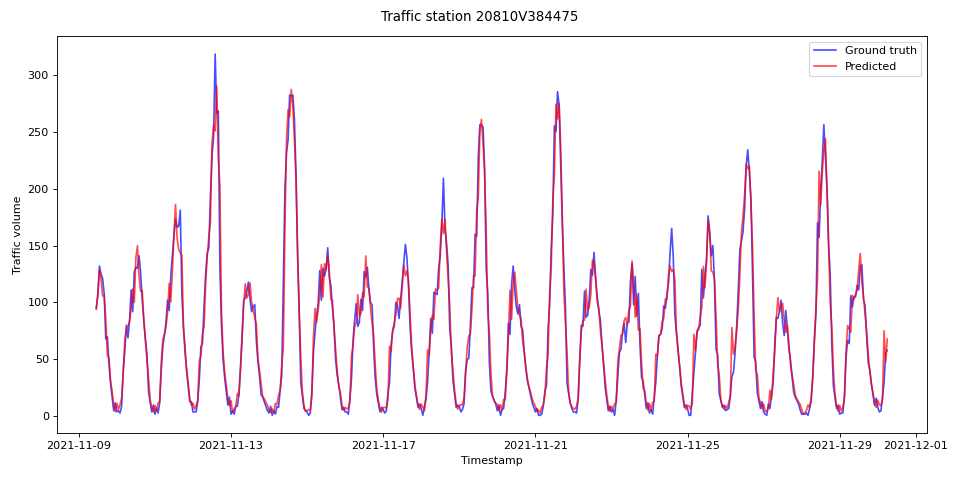 Traffic station 20810V384475
Ground truth
Predicted
Traffic volume
300
250
200
150
100
50
0
2021-11-09
2021-11-13
2021-11-17
2021-11-21
2021-11-25
2021-11-29
2021-12-01
Timestamp